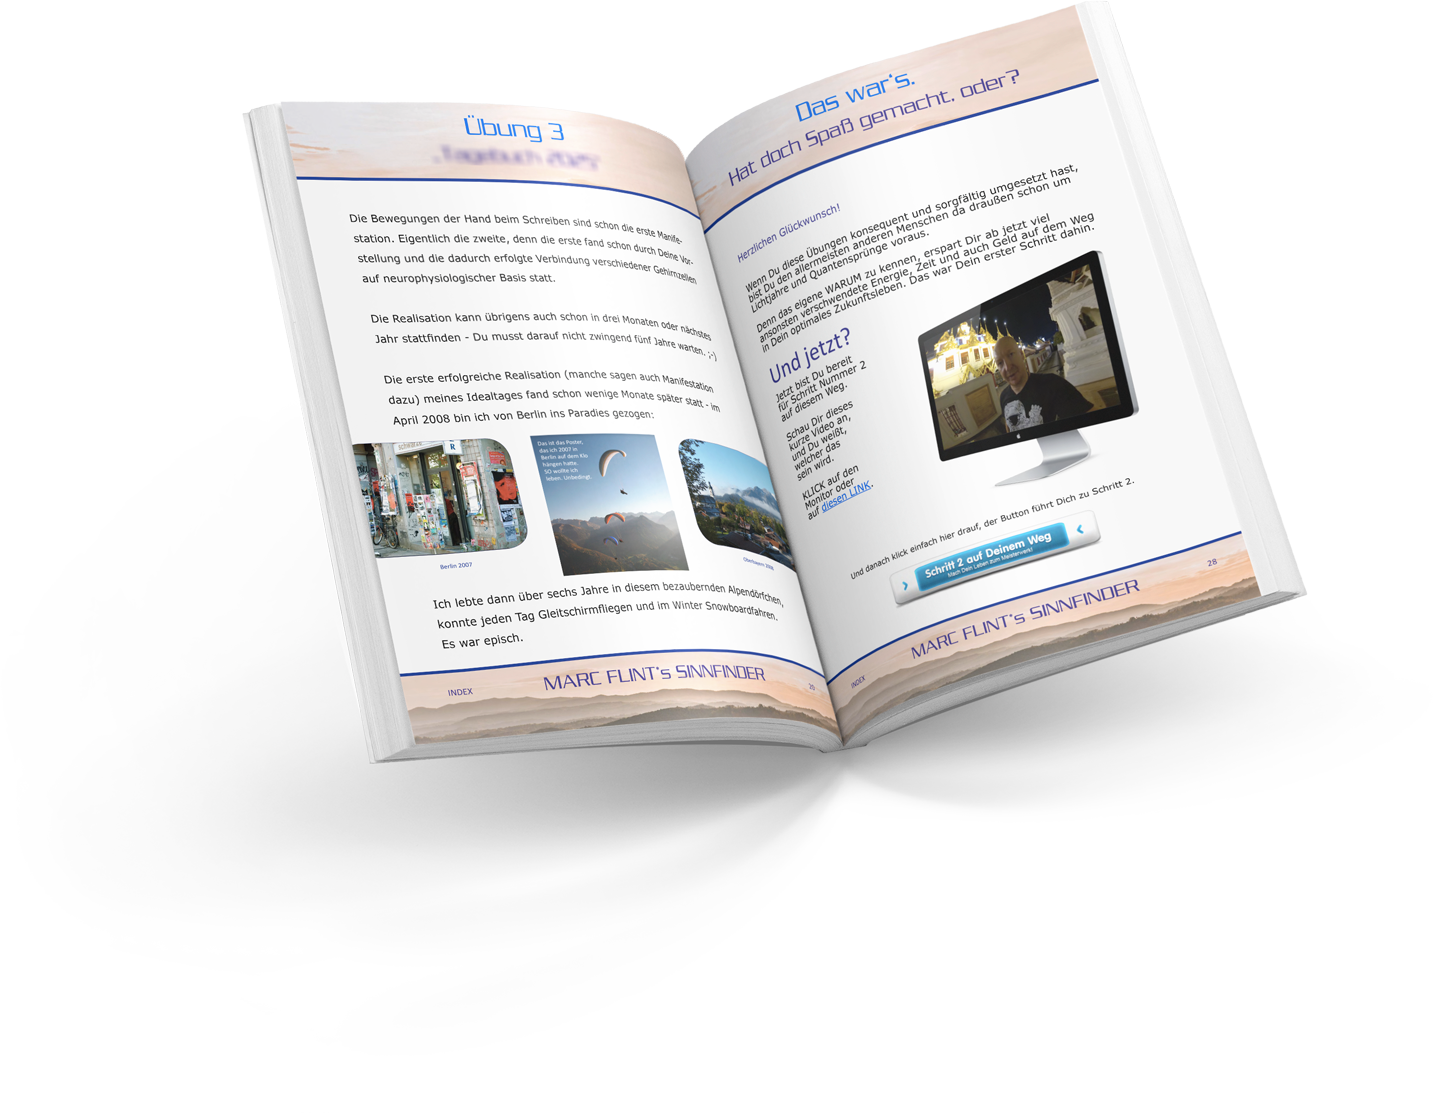 Übung 3
„Tagebuch 2025“
Die Bewegungen der Hand beim Schreiben sind schon die erste Manife-
station. Eigentlich die zweite, denn die erste fand schon durch Deine Vor-
stellung und die dadurch erfolgte Verbindung verschiedener Gehirnzellen
auf neurophysiologischer Basis statt.
Die Realisation kann übrigens auch schon in drei Monaten oder nächstes
Jahr stattfinden - Du musst darauf nicht zwingend fünf Jahre warten. ;-)
Die erste erfolgreiche Realisation (manche sagen auch Manifestation
dazu) meines Idealtages fand schon wenige Monate später statt - im
April 2008 bin ich von Berlin ins Paradies gezogen:
Das ist das Poster,
das ich 2007 in
Berlin auf dem Klo
hängen hatte.
SO wollte ich
leben. Unbedingt.
Berlin 2007
Ich lebte dann über sechs Jahre in diesem bezaubernden Alpendörfchen,
konnte jeden Tag Gleitschirmfliegen und im Winter Snowboardfahren.
Es war episch.
INDEX
MARC FLINT's SINNFINDER
Das war's.
Hat doch Spaß gemacht. oder?
Herzlichen Glückwunsch!
Wenn Du diese Übungen konsequent und sorgfältig umgesetzt hast,
bist Du den allermeisten anderen Menschen da draußen schon um
Lichtjahre und Quantensprünge voraus.
Denn das eigene WARUM zu kennen, erspart Dir ab jetzt viel
ansonsten verschwendete Energie, Zeit und auch Geld auf dem Weg
in Dein optimales Zukunftsleben. Das war Dein erster Schritt dahin.
Und jetzt?
Jetzt bist Du bereit
für Schritt Nummer 2
auf diesem Weg.
Schau Dir dieses
kurze Video an,
und Du weißt,
welcher das
sein wird.
KLICK auf den
Monitor oder
auf diesen LINK.
Und danach klick einfach hier drauf, der Button führt Dich zu Schritt 2.
Schritt 2 auf Deinem Weg
Mach Dein Leben zum Meisterwerk!
INDEX
MARC FLINT's SINNFINDER
28